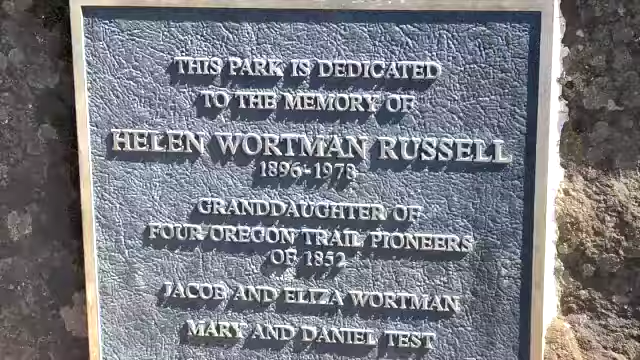 THIS PARK IS DEDICATED
TO THE MEMORY OF
HELEN WORTMAN RUSSELL
1896-1978
GRANDDAUGHTER OF
FOUR OREGON TRAIL PIONEERS
OF 1852
JACOB AND ELIZA WORTMAN
MARY AND DANIEL TEST